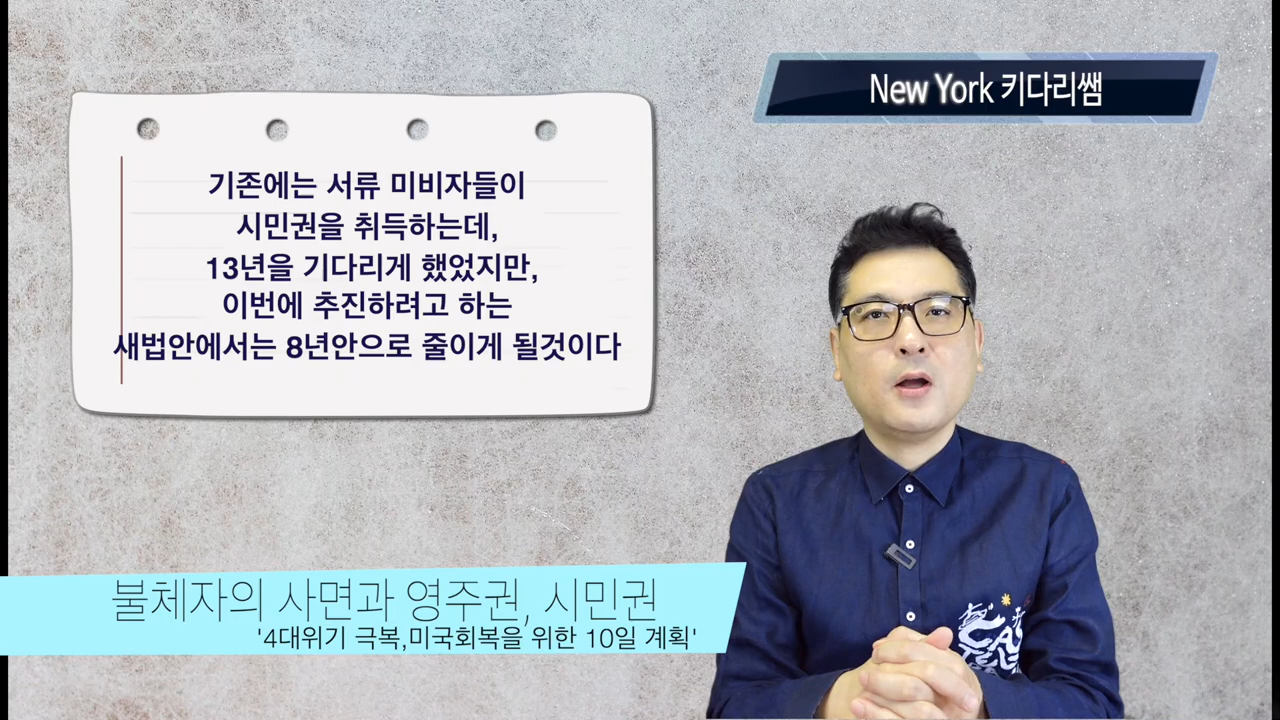 New York 키다리쌤
기존에는 서류 미비자들이
시민권을 취득하는데,
13년을 기다리게 했었지만,
이번에 추진하려고 하는
새법안에서는 8년안으로 줄이게 될것이다
불체자의 사면과 영주권, 시민권
'4대위기 극복,미국회복을 위한 10일 계획'